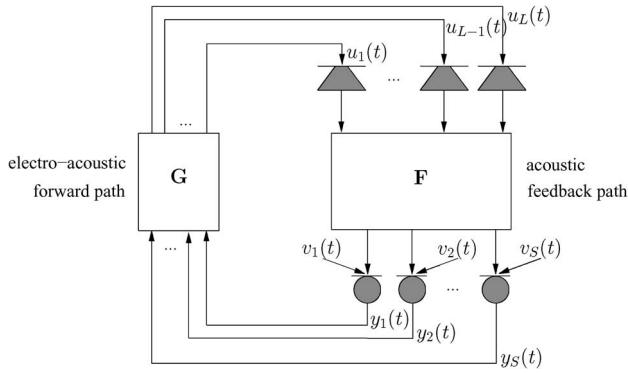 u_L(t)
u_{L−1}(t)
u_1(t)
...
...
electro−acoustic
forward path
G
F
acoustic
feedback path
...
v_1(t)
v_2(t)
v_S(t)
...
y_1(t)
y_2(t)
y_S(t)